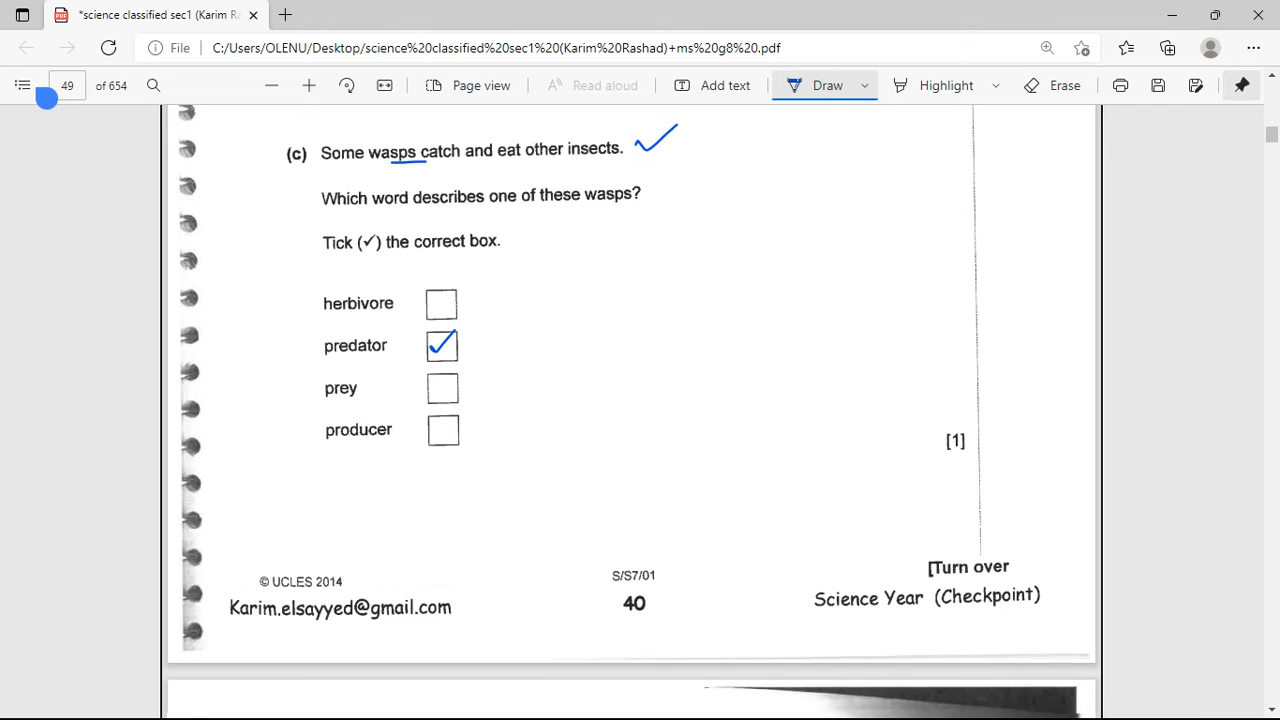 *science classified sec1 (Karim Ra
File
C:/Users/OLENU/Desktop/science%20classified%20sec1%20(Karim%20Rashad)+ms%20g8%20.pdf
49 of 654
Page view
Read aloud
Add text
Draw
Highlight
Erase
(c) Some wasps catch and eat other insects.
Which word describes one of these wasps?
Tick (✓) the correct box.
herbivore
predator ✓
prey
producer
[1]
[Turn over
© UCLES 2014
S/S7/01
Karim.elsayyed@gmail.com
40
Science Year (Checkpoint)